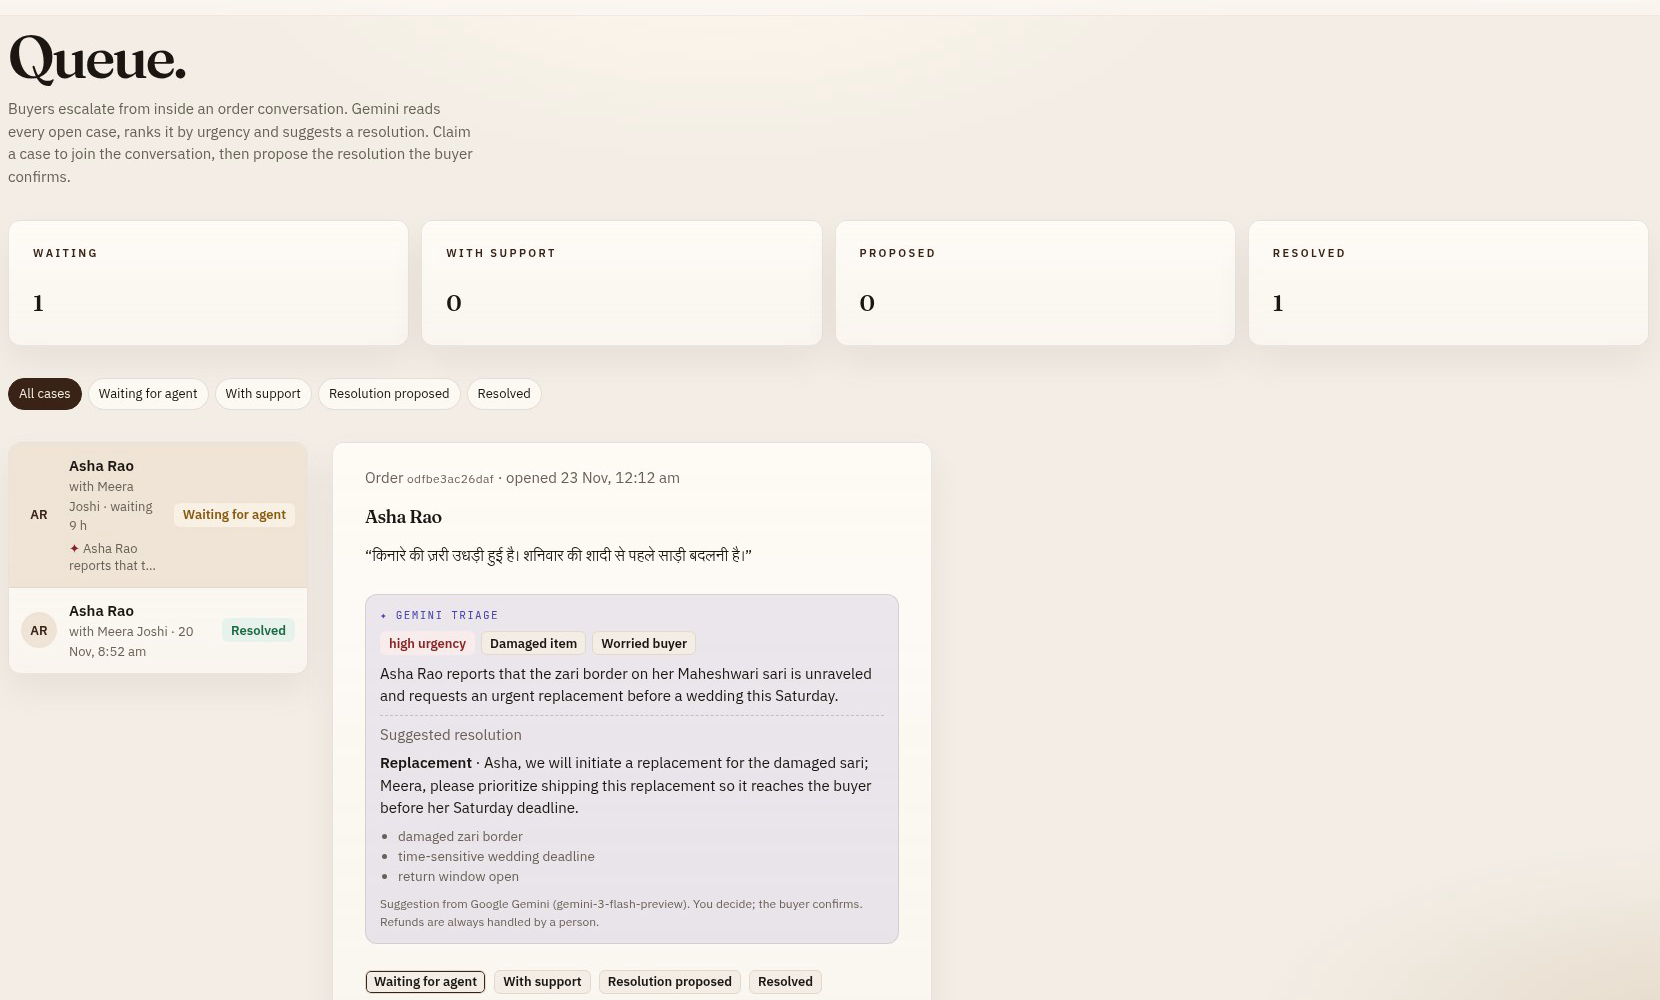 Queue.
Buyers escalate from inside an order conversation. Gemini reads
every open case, ranks it by urgency and suggests a resolution. Claim
a case to join the conversation, then propose the resolution the buyer
confirms.
WAITING
1
WITH SUPPORT
0
PROPOSED
0
RESOLVED
1
All cases
Waiting for agent
With support
Resolution proposed
Resolved
AR
Asha Rao
with Meera
Joshi · waiting
9 h
✦ Asha Rao
reports that t…
Waiting for agent
AR
Asha Rao
with Meera Joshi · 20
Nov, 8:52 am
Resolved
Order odfbe3ac26daf · opened 23 Nov, 12:12 am
Asha Rao
“किनारे की ज़री उधड़ी हुई है। शनिवार की शादी से पहले साड़ी बदलनी है।”
✦ GEMINI TRIAGE
high urgency
Damaged item
Worried buyer
Asha Rao reports that the zari border on her Maheshwari sari is unraveled
and requests an urgent replacement before a wedding this Saturday.
Suggested resolution
Replacement · Asha, we will initiate a replacement for the damaged sari;
Meera, please prioritize shipping this replacement so it reaches the buyer
before her Saturday deadline.
• damaged zari border
• time-sensitive wedding deadline
• return window open
Suggestion from Google Gemini (gemini-3-flash-preview). You decide; the buyer confirms.
Refunds are always handled by a person.
Waiting for agent
With support
Resolution proposed
Resolved